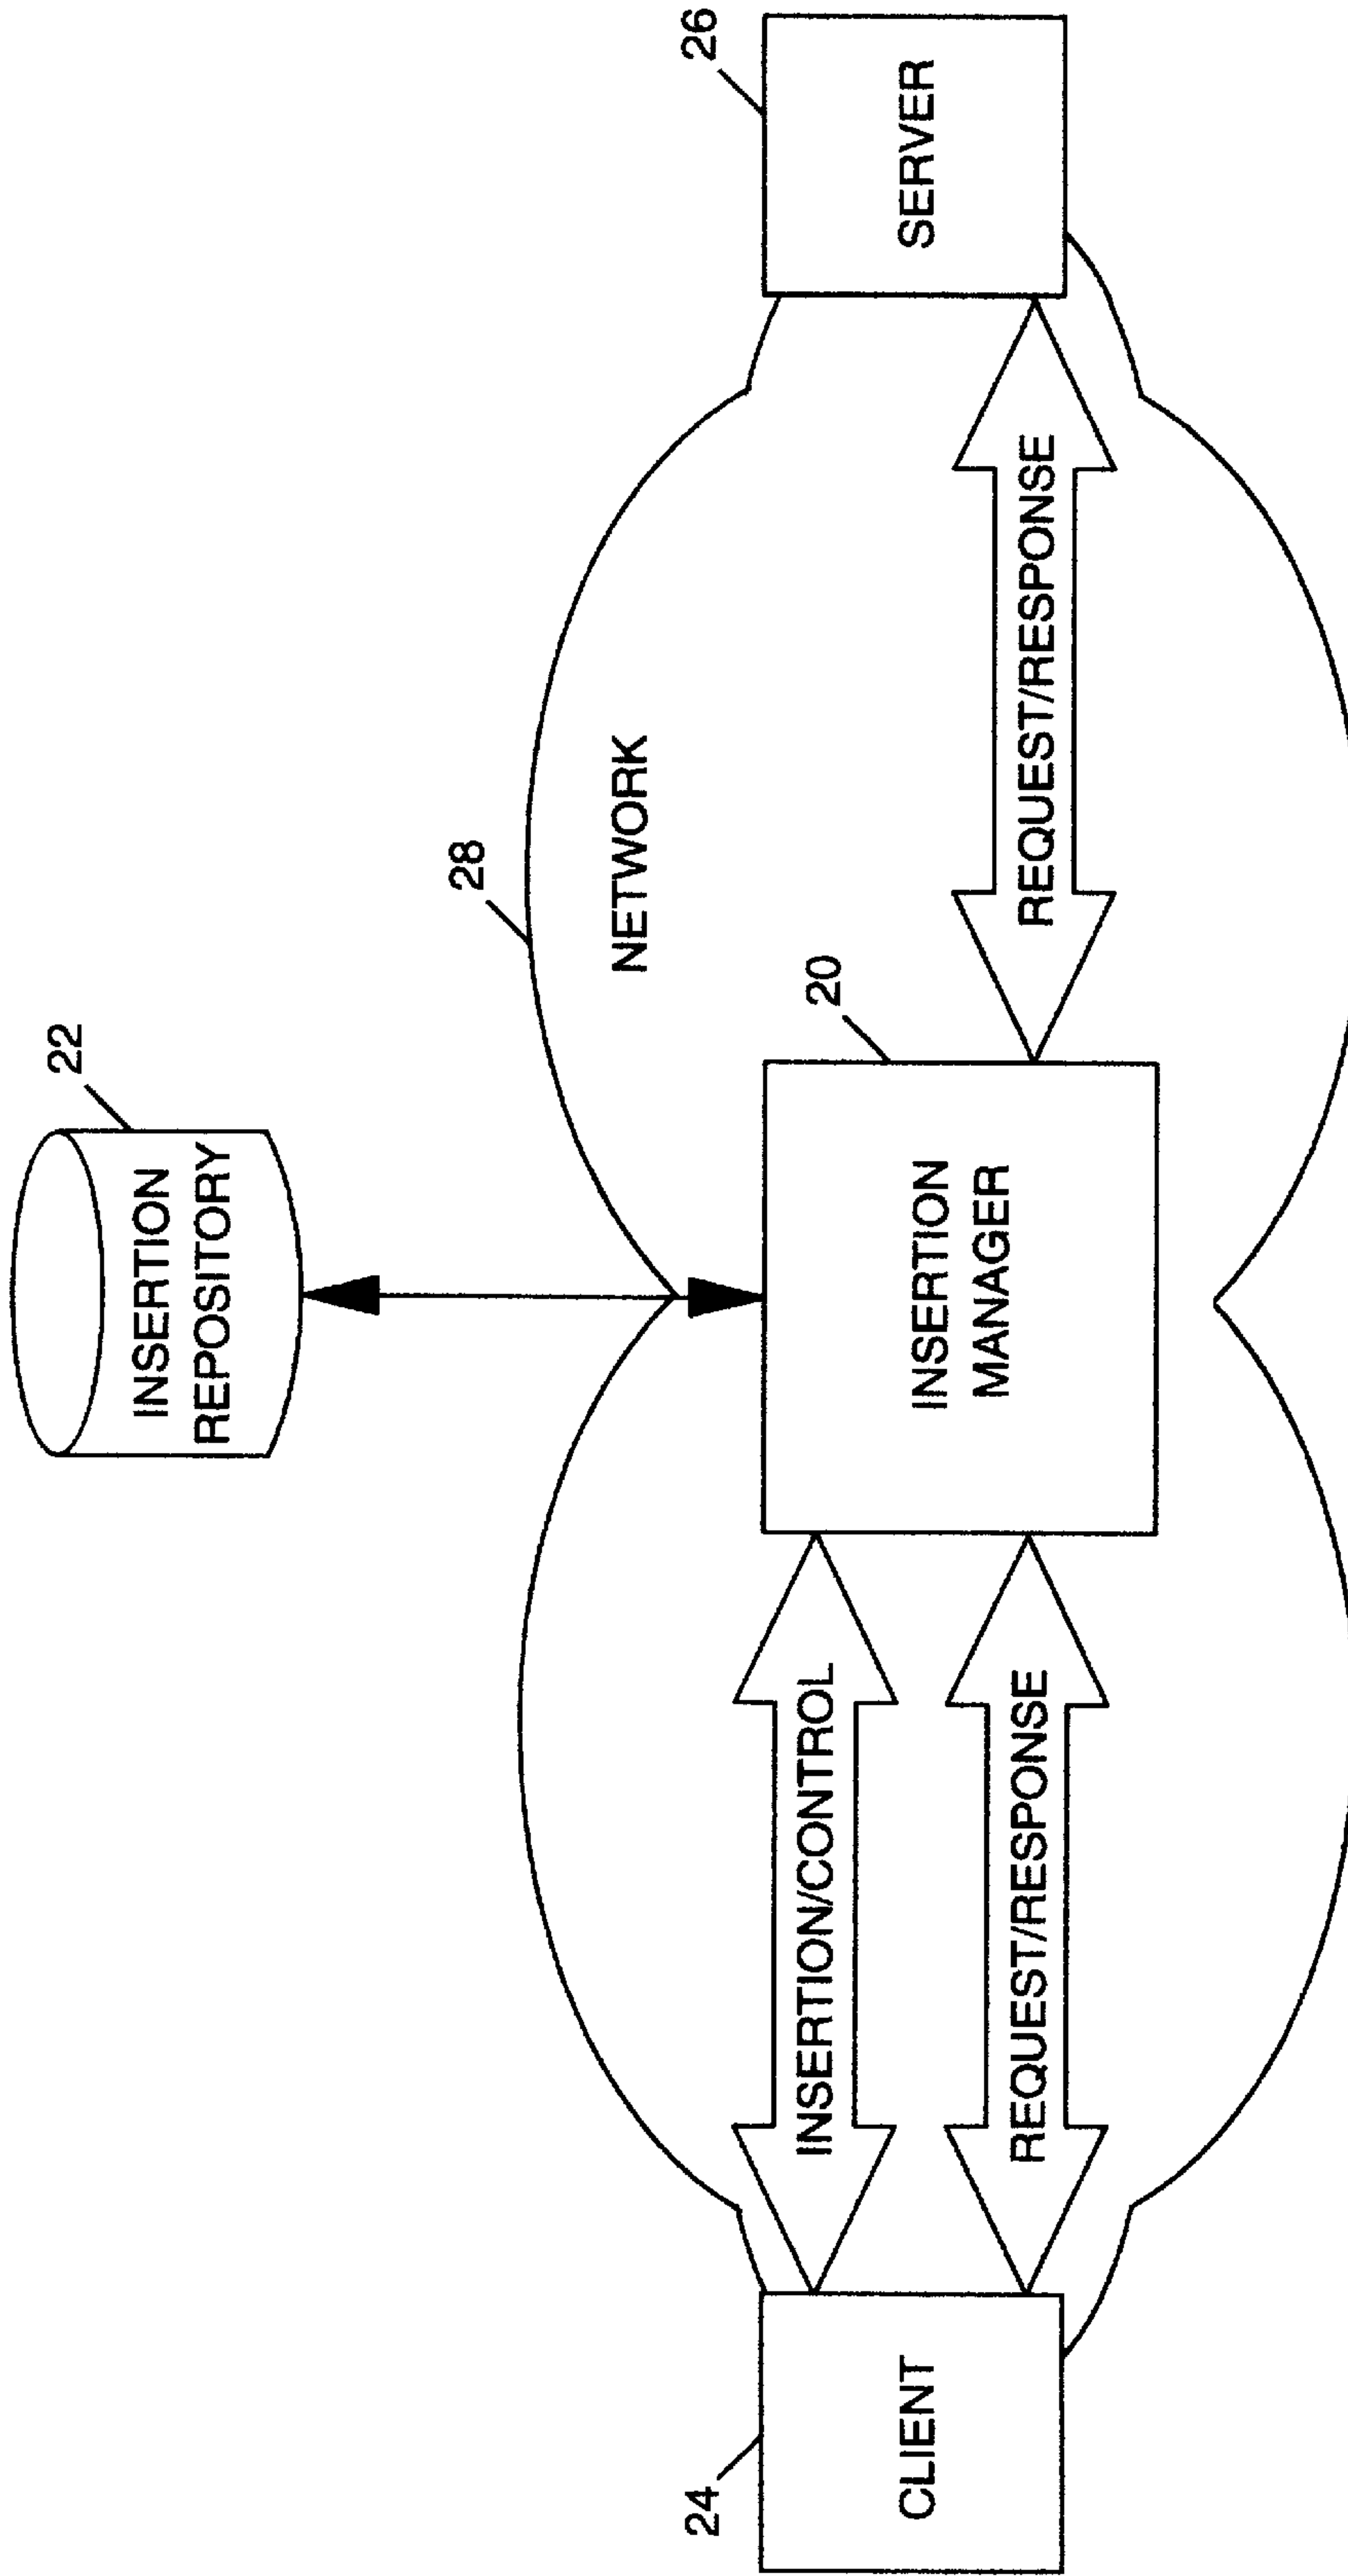 22
INSERTION
REPOSITORY
28
NETWORK
24
CLIENT
INSERTION/CONTROL
REQUEST/RESPONSE
20
INSERTION
MANAGER
REQUEST/RESPONSE
26
SERVER